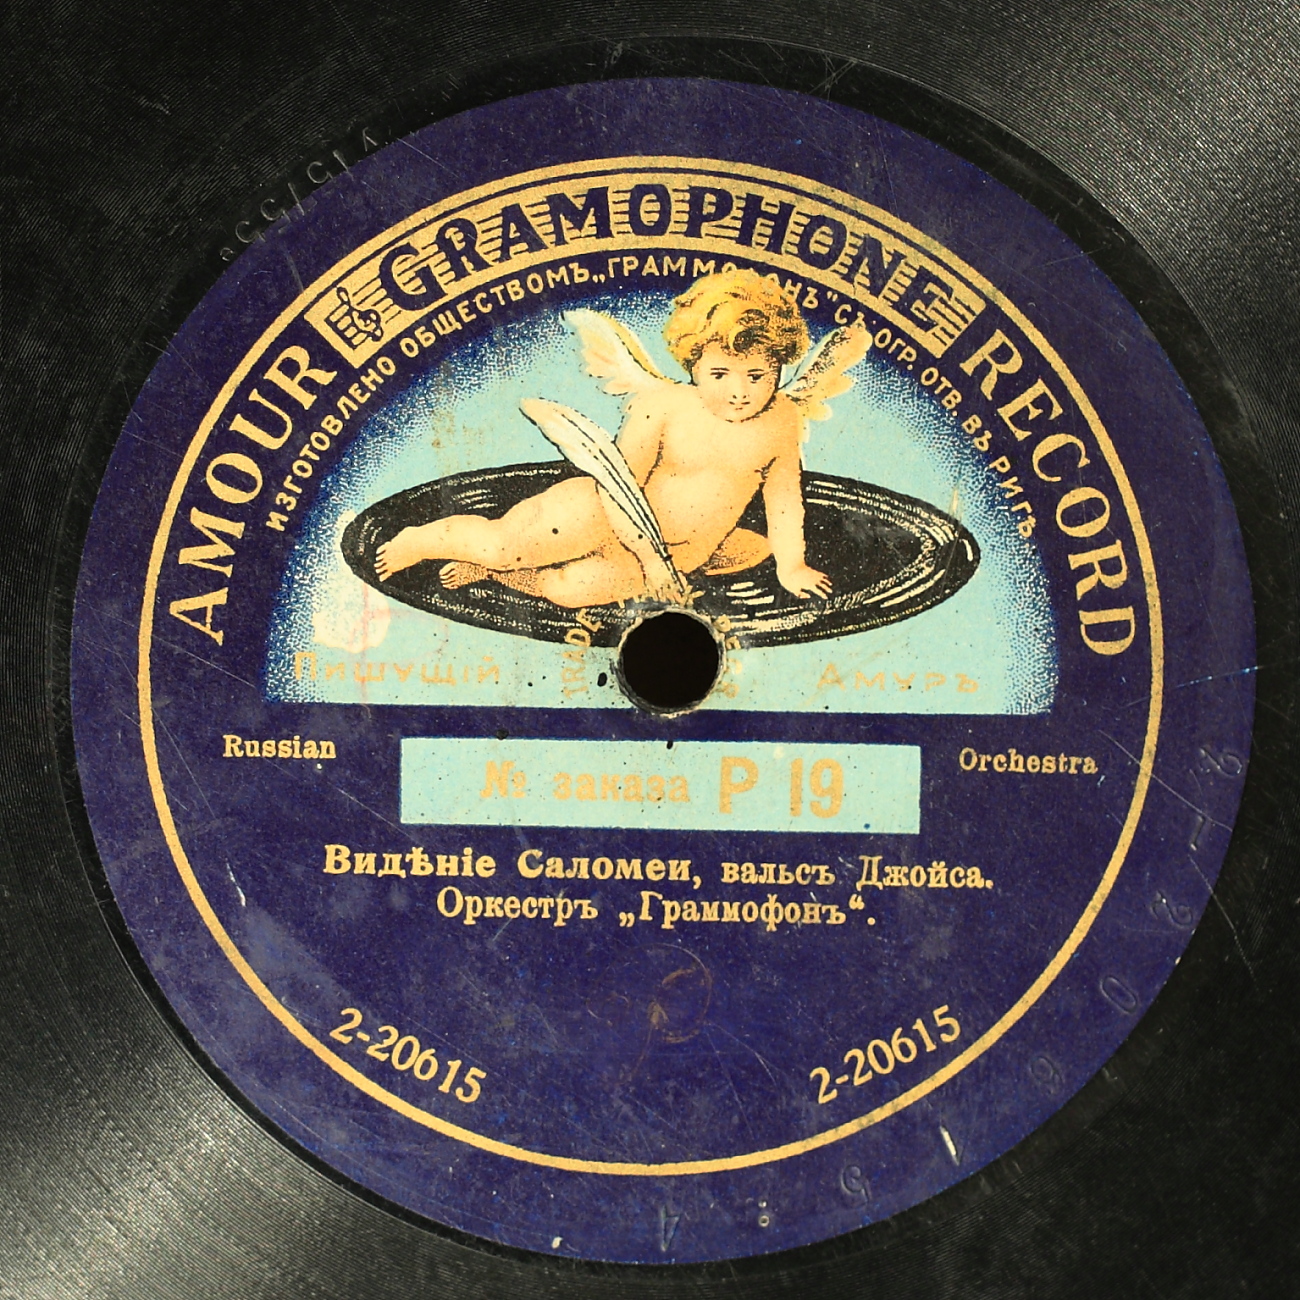 AMOUR GRAMOPHONE RECORD
ИЗГОТОВЛЕНО ОБЩЕСТВОМЪ „ГРАММОФОНЪ" СЪ ОГР. ОТВ. ВЪ РИГѢ.
TRADE
Пишущій Амуръ
Russian Orchestra
№ заказа P 19
Видѣніе Саломеи, вальсъ Джойса.
Оркестръ „Граммофонъ“.
2-20615 2-20615